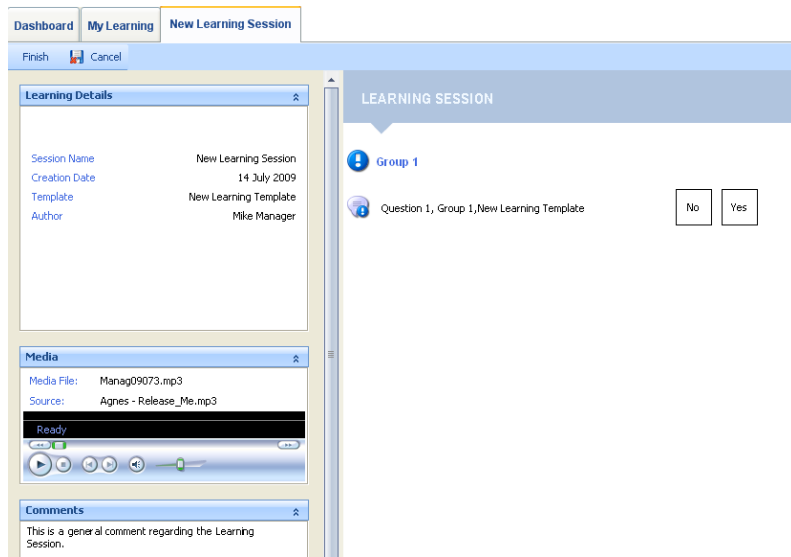 Dashboard
My Learning
New Learning Session
Finish
Cancel
Learning Details
Session Name New Learning Session
Creation Date 14 July 2009
Template New Learning Template
Author Mike Manager
Media
Media File: Manag09073.mp3
Source: Agnes - Release_Me.mp3
Ready
Comments
This is a general comment regarding the Learning
Session.
LEARNING SESSION
Group 1
Question 1, Group 1,New Learning Template
No
Yes